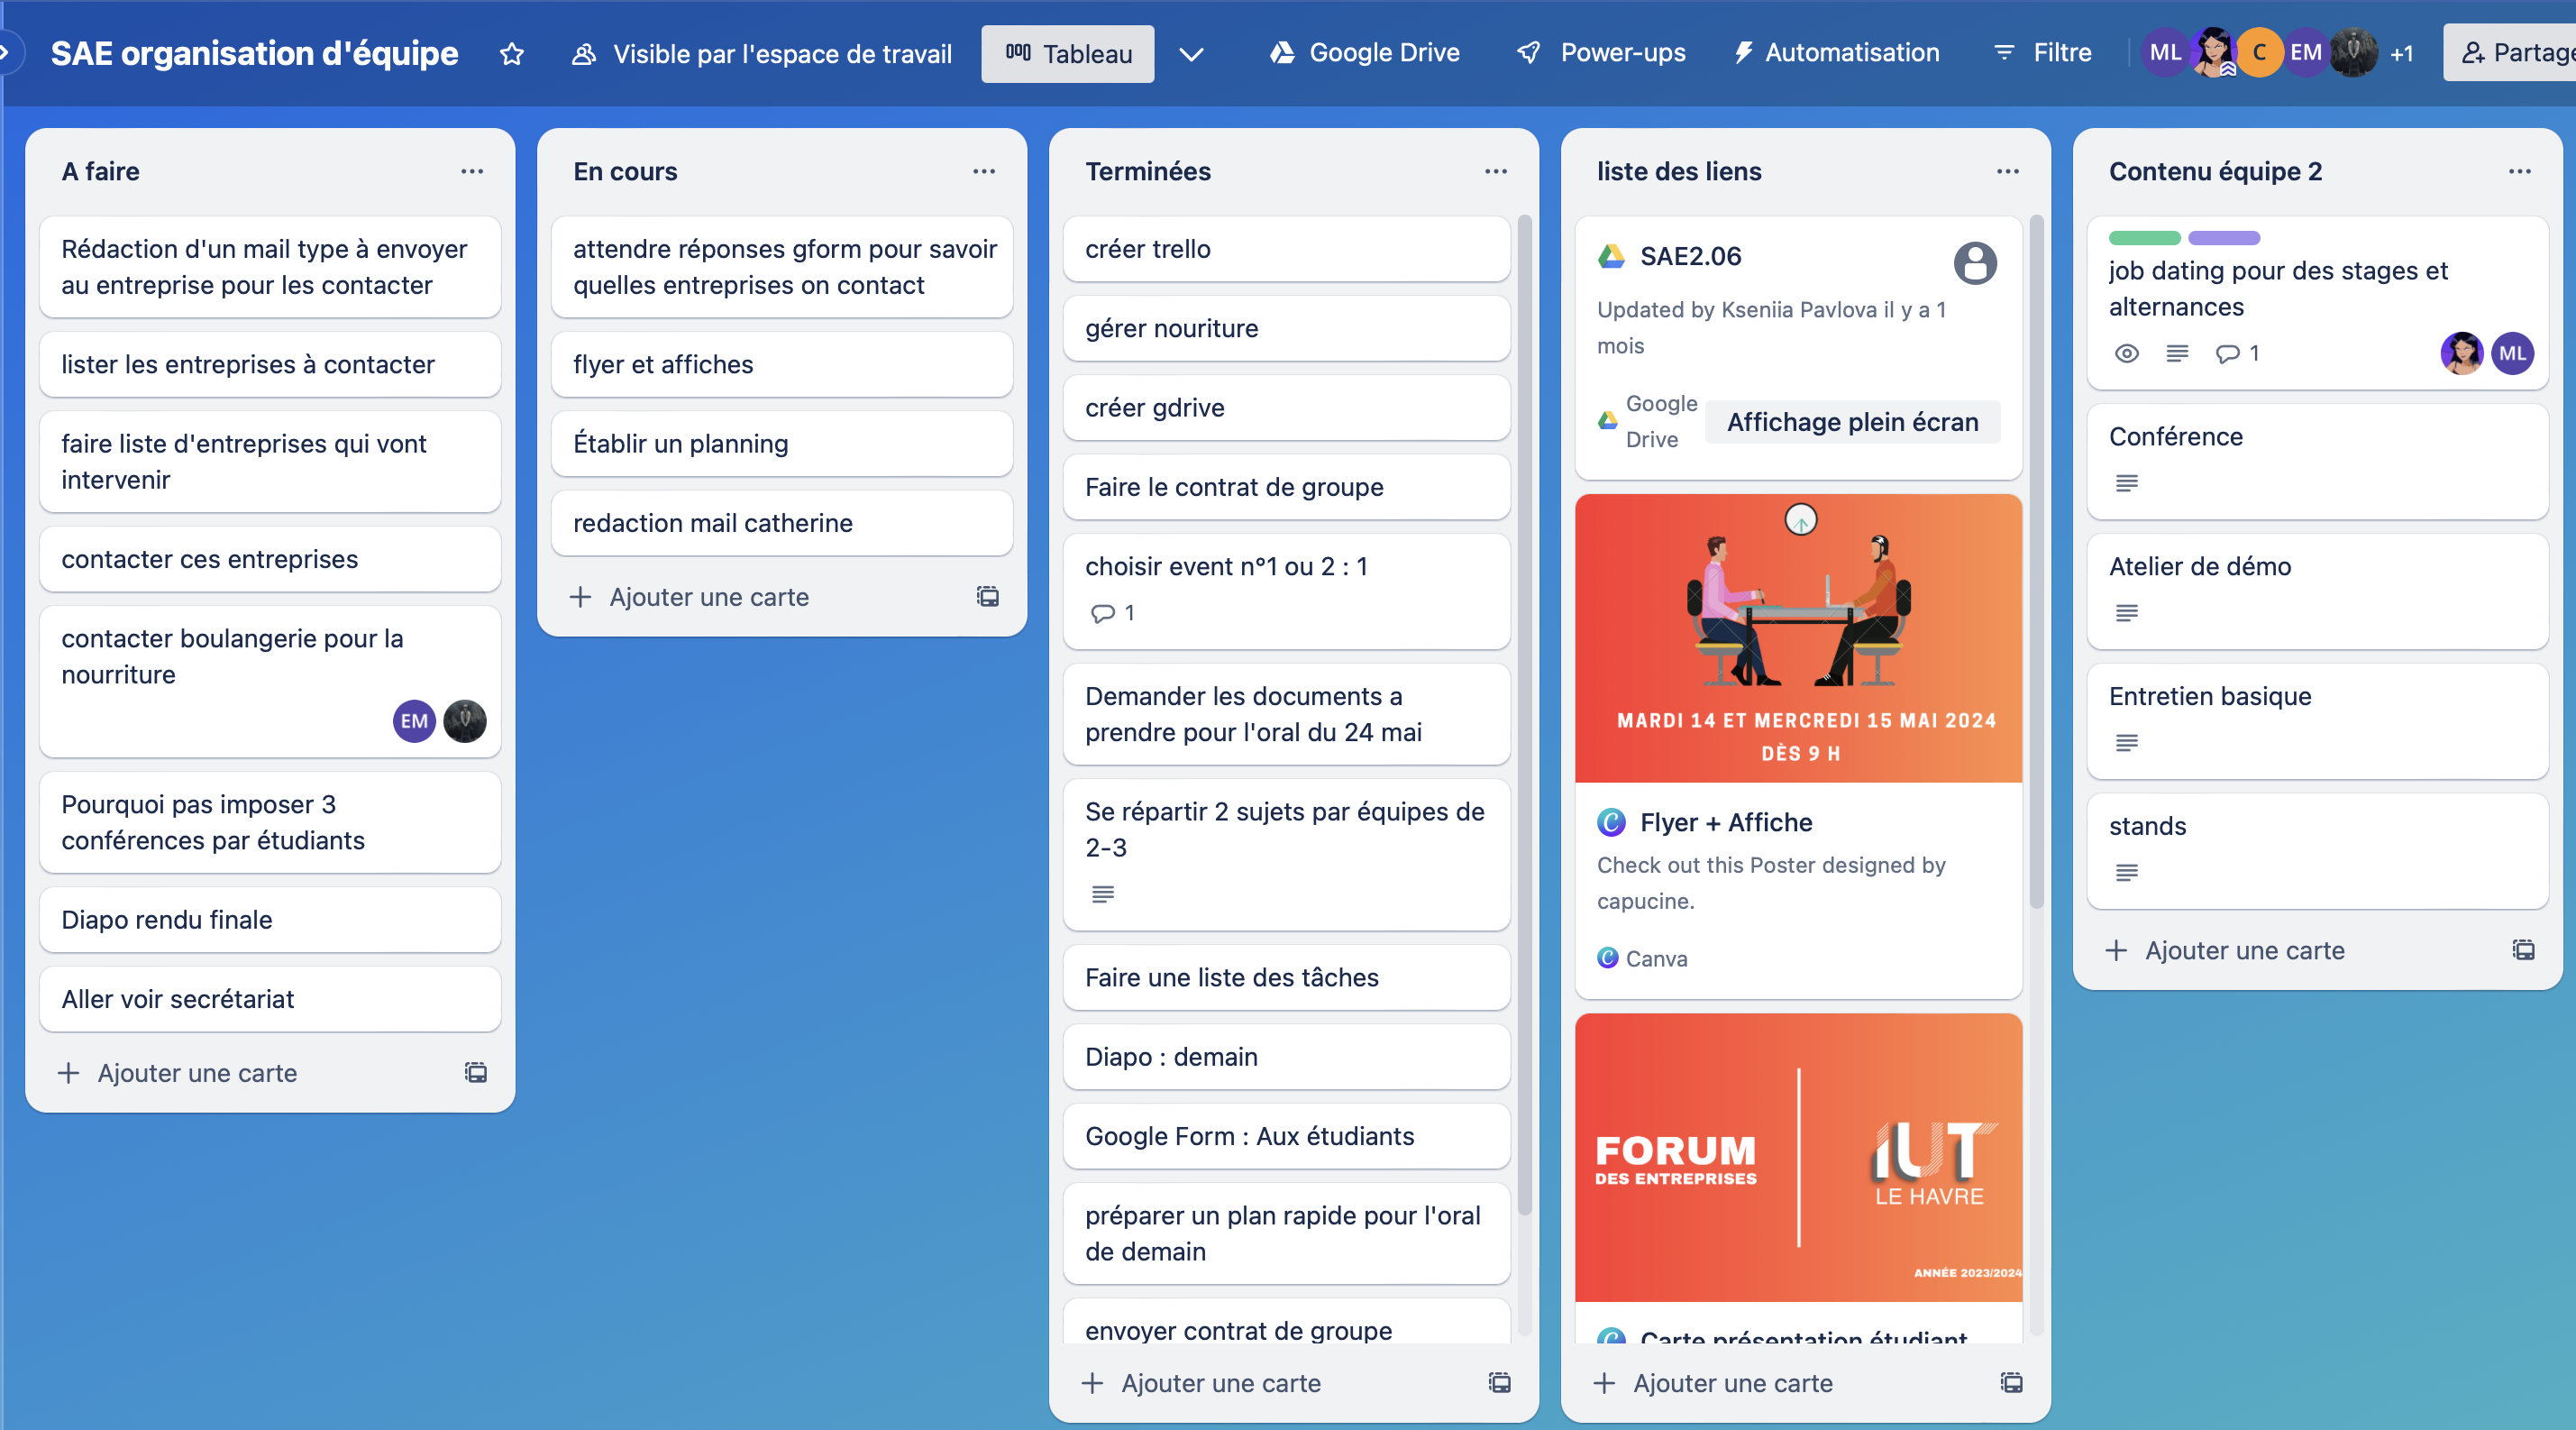 SAE organisation d'équipe
Visible par l'espace de travail
Tableau
Google Drive
Power-ups
Automatisation
Filtre
ML
C
EM
+1
A faire
Rédaction d'un mail type à envoyer
au entreprise pour les contacter
lister les entreprises à contacter
faire liste d'entreprises qui vont
intervenir
contacter ces entreprises
contacter boulangerie pour la
nourriture
EM
Pourquoi pas imposer 3
conférences par étudiants
Diapo rendu finale
Aller voir secrétariat
Ajouter une carte
En cours
attendre réponses gform pour savoir
quelles entreprises on contact
flyer et affiches
Établir un planning
redaction mail catherine
Ajouter une carte
Terminées
créer trello
gérer nouriture
créer gdrive
Faire le contrat de groupe
choisir event n°1 ou 2 : 1
1
Demander les documents a
prendre pour l'oral du 24 mai
Se répartir 2 sujets par équipes de
2-3
Faire une liste des tâches
Diapo : demain
Google Form : Aux étudiants
préparer un plan rapide pour l'oral
de demain
envoyer contrat de groupe
Ajouter une carte
liste des liens
SAE2.06
Updated by Kseniia Pavlova il y a 1
mois
Google
Drive
Affichage plein écran
MARDI 14 ET MERCREDI 15 MAI 2024
DÈS 9 H
Flyer + Affiche
Check out this Poster designed by
capucine.
Canva
FORUM
DES ENTREPRISES
IUT
LE HAVRE
ANNÉE 2023/2024
Carte présentation étudiant
Ajouter une carte
Contenu équipe 2
job dating pour des stages et
alternances
1
ML
Conférence
Atelier de démo
Entretien basique
stands
Ajouter une carte